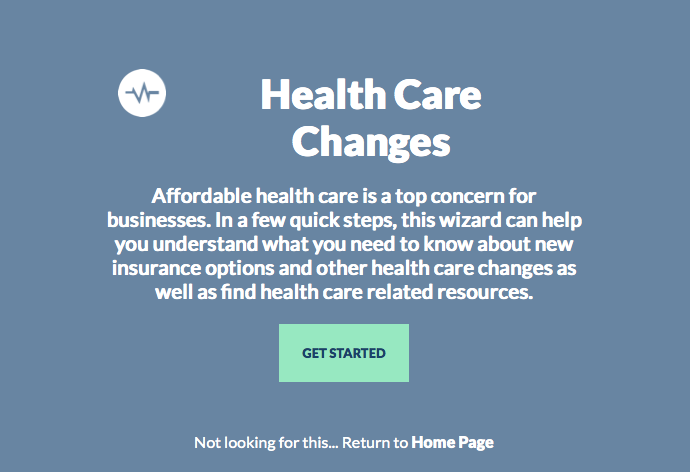 Health Care
Changes
Affordable health care is a top concern for
businesses. In a few quick steps, this wizard can help
you understand what you need to know about new
insurance options and other health care changes as
well as find health care related resources.
GET STARTED
Not looking for this... Return to Home Page